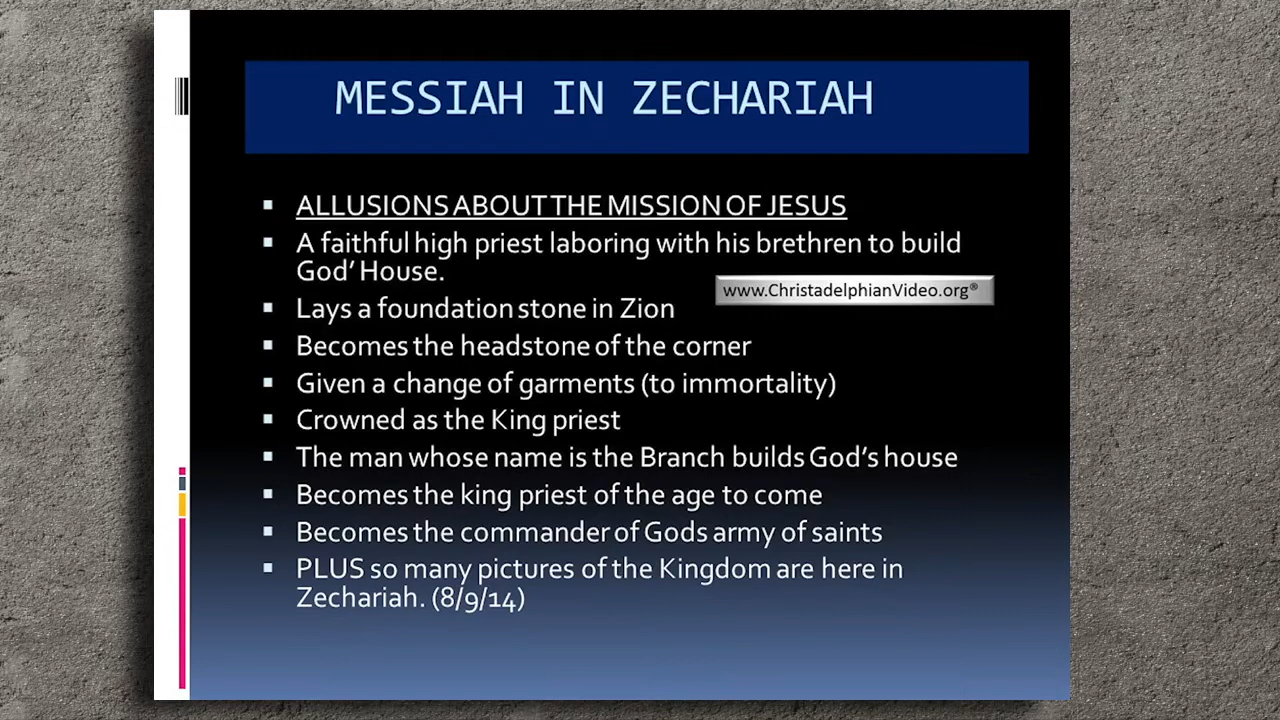 MESSIAH IN ZECHARIAH
ALLUSIONS ABOUT THE MISSION OF JESUS
A faithful high priest laboring with his brethren to build
God’ House.
www.ChristadelphianVideo.org®
Lays a foundation stone in Zion
Becomes the headstone of the corner
Given a change of garments (to immortality)
Crowned as the King priest
The man whose name is the Branch builds God’s house
Becomes the king priest of the age to come
Becomes the commander of Gods army of saints
PLUS so many pictures of the Kingdom are here in
Zechariah. (8/9/14)